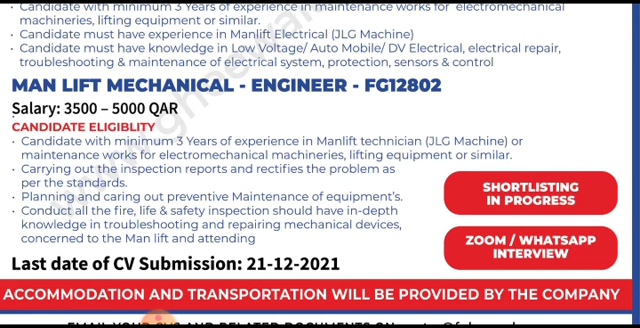 Candidate with minimum 3 Years of experience in maintenance works for electromechanical
machineries, lifting equipment or similar.
• Candidate must have experience in Manlift Electrical (JLG Machine)
• Candidate must have knowledge in Low Voltage/ Auto Mobile/ DV Electrical, electrical repair,
troubleshooting & maintenance of electrical system, protection, sensors & control
MAN LIFT MECHANICAL - ENGINEER - FG12802
Salary: 3500 – 5000 QAR
CANDIDATE ELIGIBLITY
• Candidate with minimum 3 Years of experience in Manlift technician (JLG Machine) or
maintenance works for electromechanical machineries, lifting equipment or similar.
• Carrying out the inspection reports and rectifies the problem as
per the standards.
• Planning and caring out preventive Maintenance of equipment's.
• Conduct all the fire, life & safety inspection should have in-depth
knowledge in troubleshooting and repairing mechanical devices,
concerned to the Man lift and attending
SHORTLISTING
IN PROGRESS
ZOOM / WHATSAPP
INTERVIEW
Last date of CV Submission: 21-12-2021
ACCOMMODATION AND TRANSPORTATION WILL BE PROVIDED BY THE COMPANY
EMAIL YOUR CVS AND RELATED DOCUMENTS ON